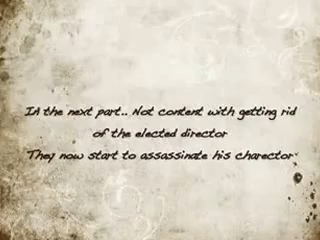 In the next part.. Not content with getting rid
of the elected director
They now start to assassinate his charector